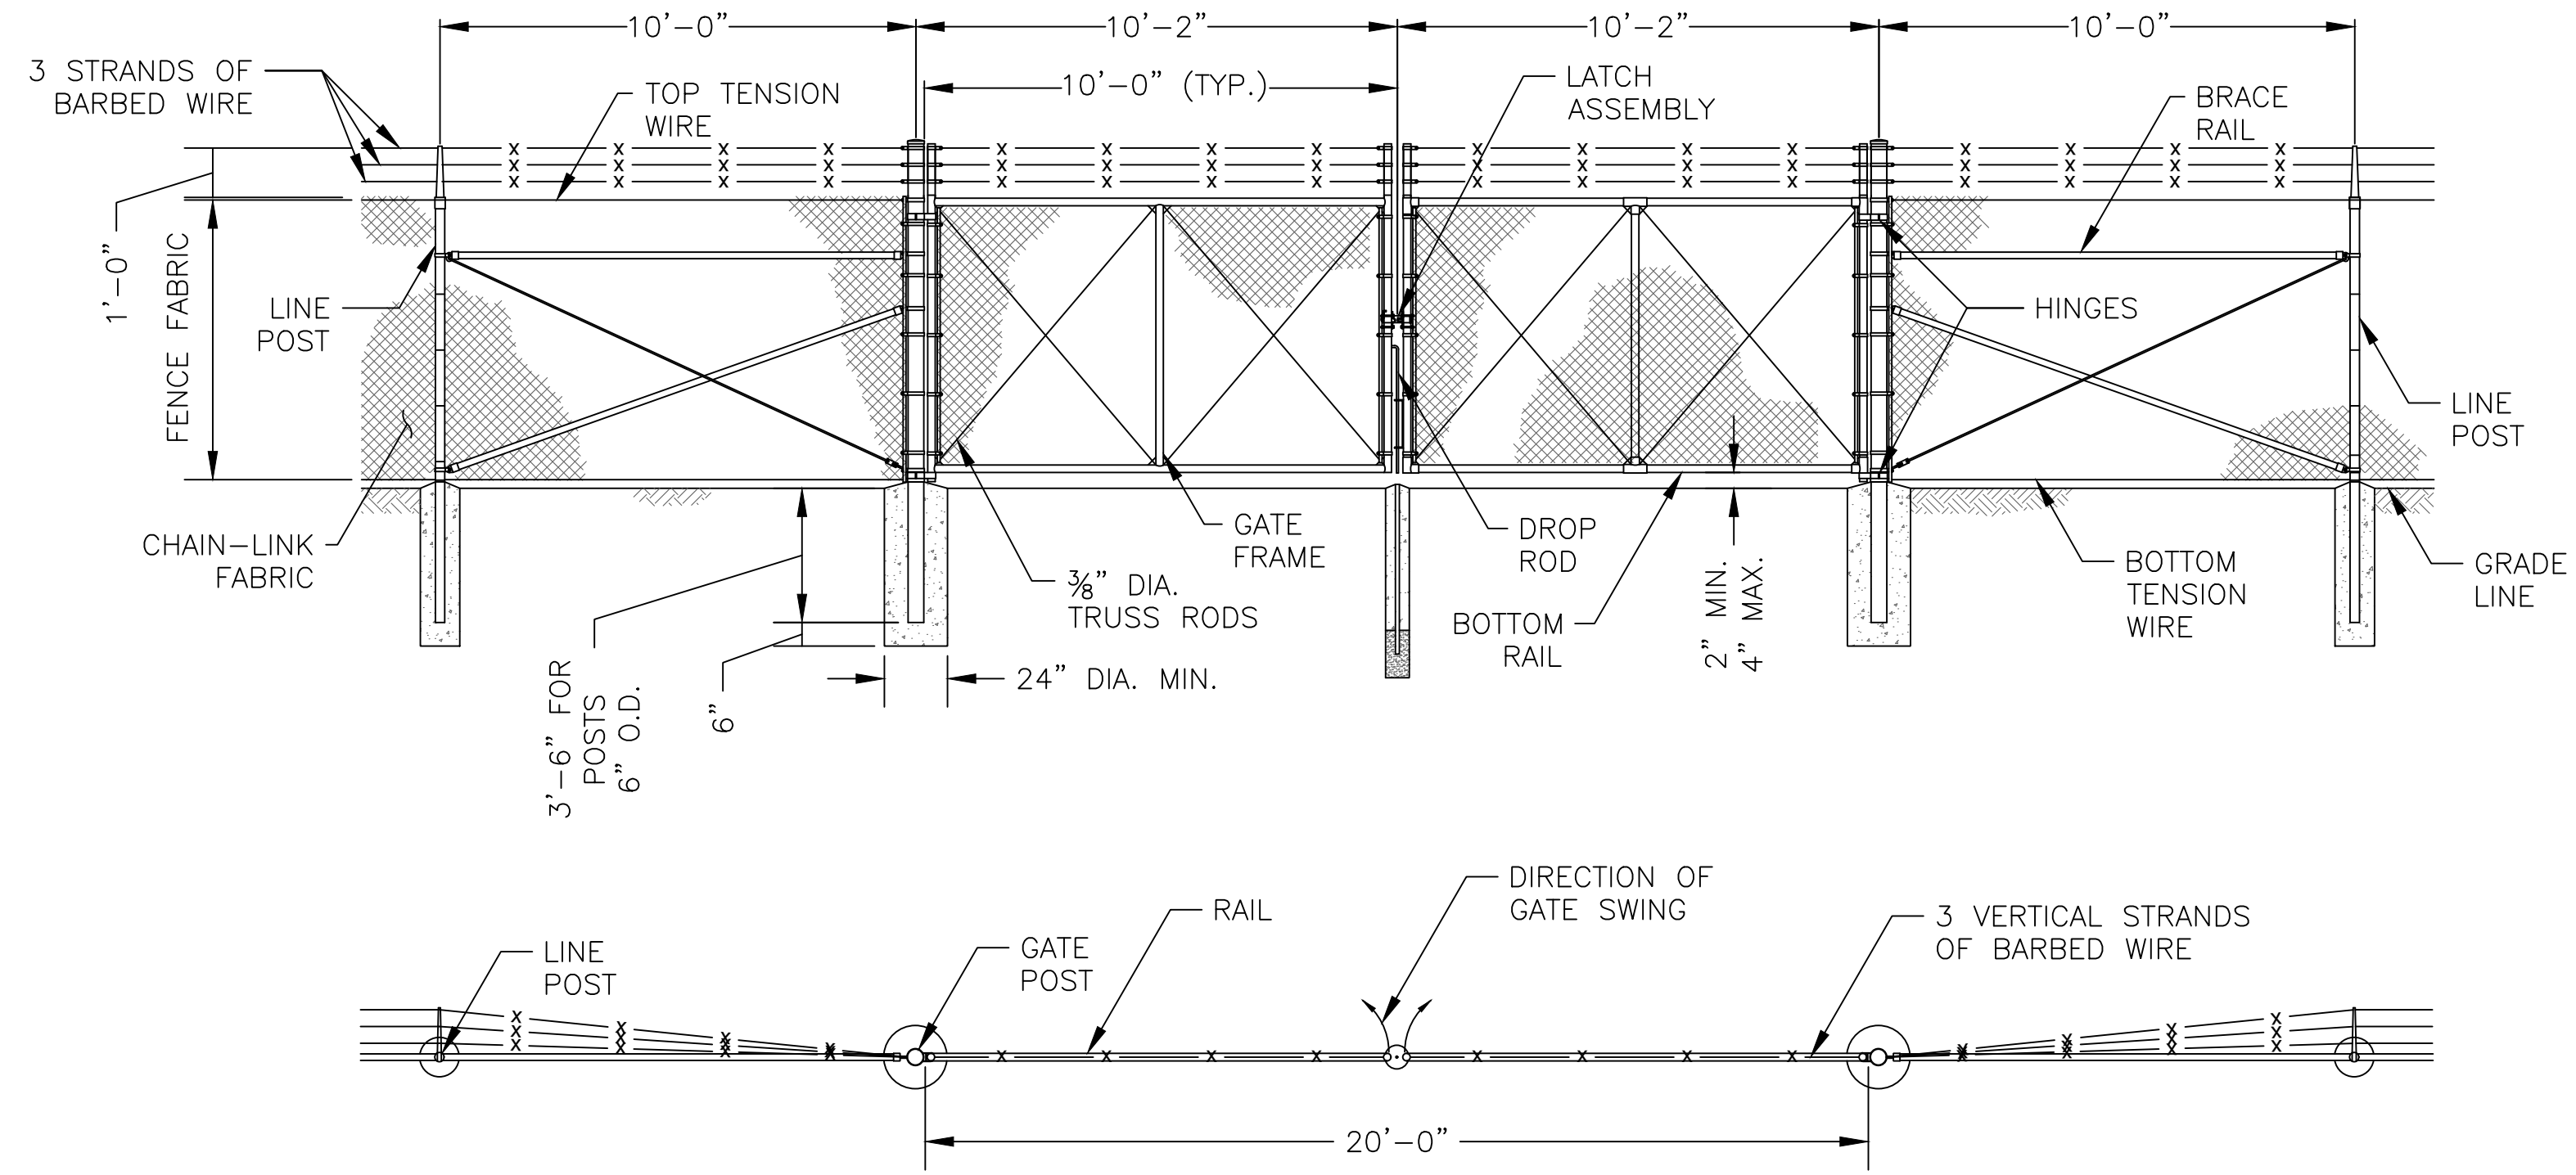 10'-0"
10'-2"
10'-2"
10'-0"
10'-0" (TYP.)
3 STRANDS OF
BARBED WIRE
TOP TENSION
WIRE
LATCH
ASSEMBLY
BRACE
RAIL
X X X X X X X X X X X X X X X X
X X X X X X X X X X X X X X X X
X X X X X X X X X X X X X X X X
1'-0"
FENCE FABRIC
LINE
POST
HINGES
LINE
POST
CHAIN-LINK
FABRIC
GATE
FRAME
3/8" DIA.
TRUSS RODS
DROP
ROD
BOTTOM
RAIL
2" MIN.
4" MAX.
BOTTOM
TENSION
WIRE
GRADE
LINE
3'-6" FOR
POSTS
6" O.D.
6"
24" DIA. MIN.
LINE
POST
GATE
POST
RAIL
DIRECTION OF
GATE SWING
3 VERTICAL STRANDS
OF BARBED WIRE
20'-0"